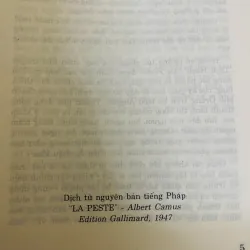 Dịch từ nguyên bản tiếng Pháp
"LA PESTE" - Albert Camus
Edition Gallimard, 1947
5